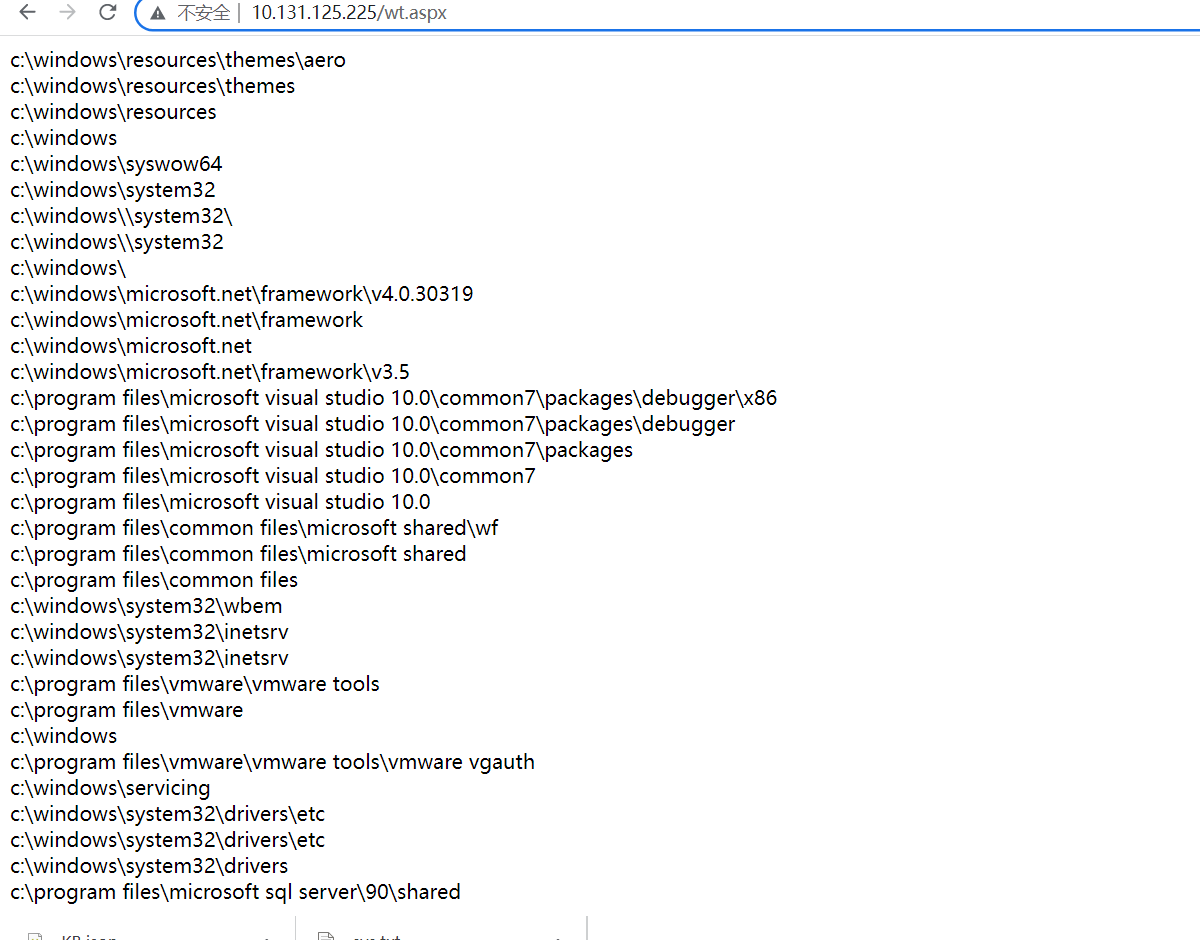 不安全 | 10.131.125.225/wt.aspx
c:\windows\resources\themes\aero
c:\windows\resources\themes
c:\windows\resources
c:\windows
c:\windows\syswow64
c:\windows\system32
c:\windows\\system32\
c:\windows\\system32
c:\windows\
c:\windows\microsoft.net\framework\v4.0.30319
c:\windows\microsoft.net\framework
c:\windows\microsoft.net
c:\windows\microsoft.net\framework\v3.5
c:\program files\microsoft visual studio 10.0\common7\packages\debugger\x86
c:\program files\microsoft visual studio 10.0\common7\packages\debugger
c:\program files\microsoft visual studio 10.0\common7\packages
c:\program files\microsoft visual studio 10.0\common7
c:\program files\microsoft visual studio 10.0
c:\program files\common files\microsoft shared\wf
c:\program files\common files\microsoft shared
c:\program files\common files
c:\windows\system32\wbem
c:\windows\system32\inetsrv
c:\windows\system32\inetsrv
c:\program files\vmware\vmware tools
c:\program files\vmware
c:\windows
c:\program files\vmware\vmware tools\vmware vgauth
c:\windows\servicing
c:\windows\system32\drivers\etc
c:\windows\system32\drivers\etc
c:\windows\system32\drivers
c:\program files\microsoft sql server\90\shared